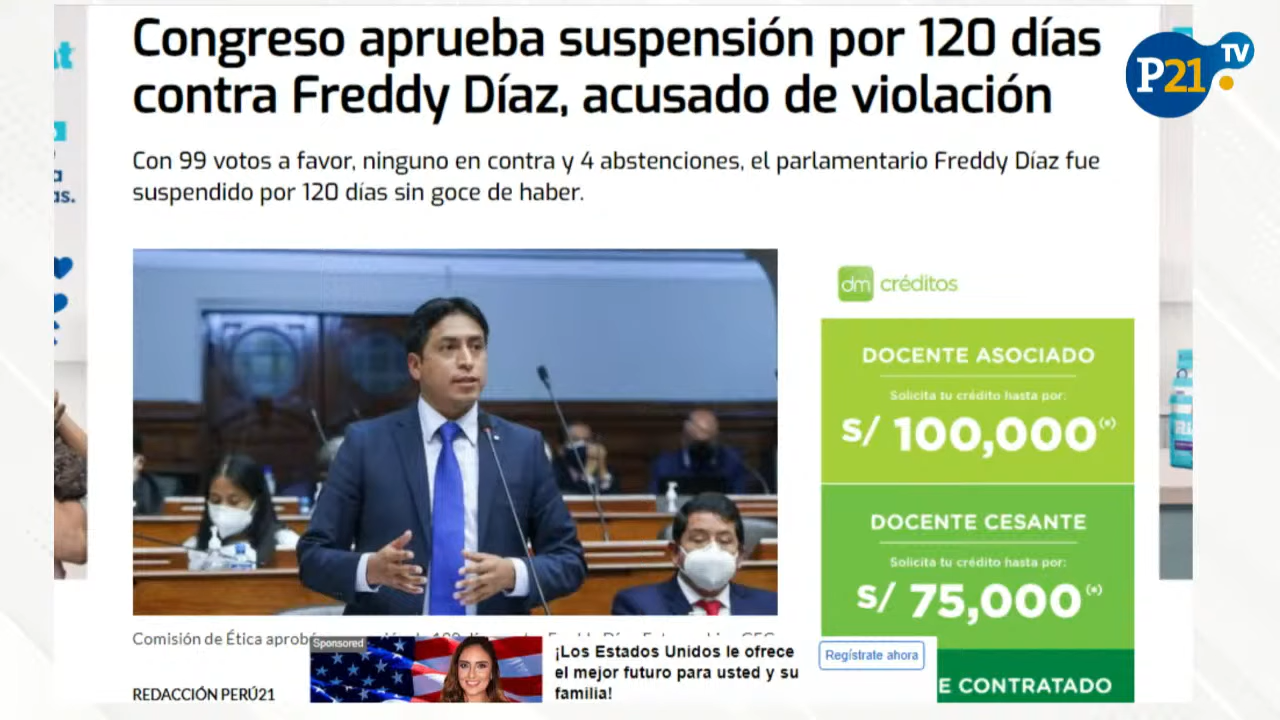 Congreso aprueba suspensión por 120 días
contra Freddy Díaz, acusado de violación
P21
TV
Con 99 votos a favor, ninguno en contra y 4 abstenciones, el parlamentario Freddy Díaz fue
suspendido por 120 días sin goce de haber.
dm créditos
DOCENTE ASOCIADO
Solicita tu crédito hasta por:
S/ 100,000(*)
DOCENTE CESANTE
Solicita tu crédito hasta por:
S/ 75,000(*)
Comisión de Ética aprobó
Sponsored
¡Los Estados Unidos le ofrece
el mejor futuro para usted y su
familia!
Regístrate ahora
E CONTRATADO
REDACCIÓN PERÚ21